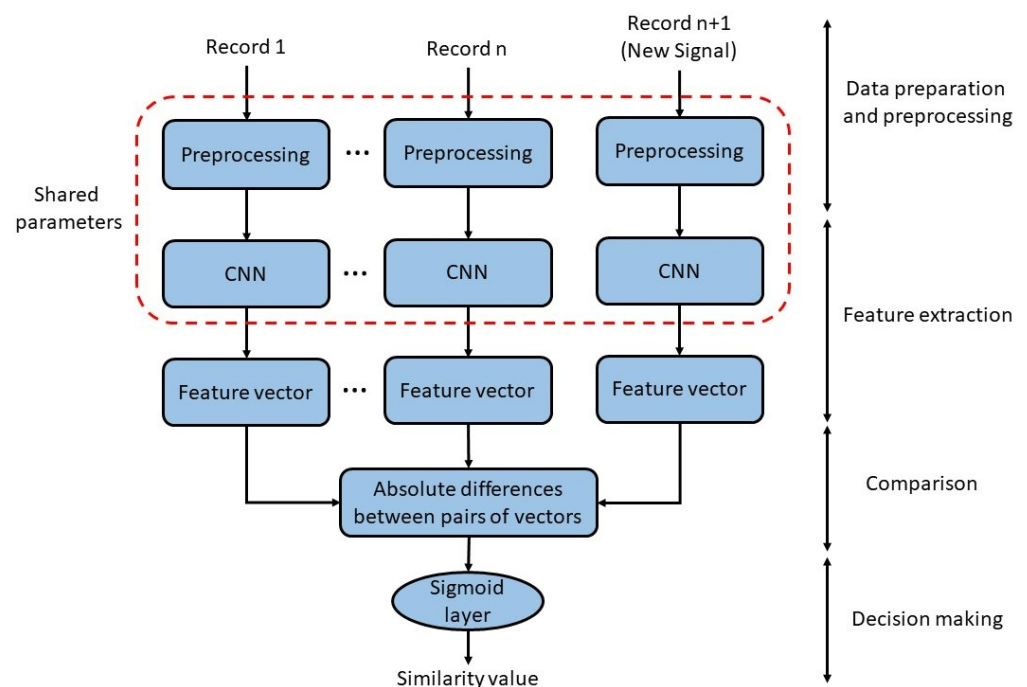 Record 1
Record n
Record n+1
(New Signal)
Data preparation
and preprocessing
Preprocessing
...
Preprocessing
Preprocessing
Shared
parameters
CNN
...
CNN
CNN
Feature extraction
Feature vector
...
Feature vector
Feature vector
Absolute differences
between pairs of vectors
Comparison
Sigmoid
layer
Decision making
Similarity value